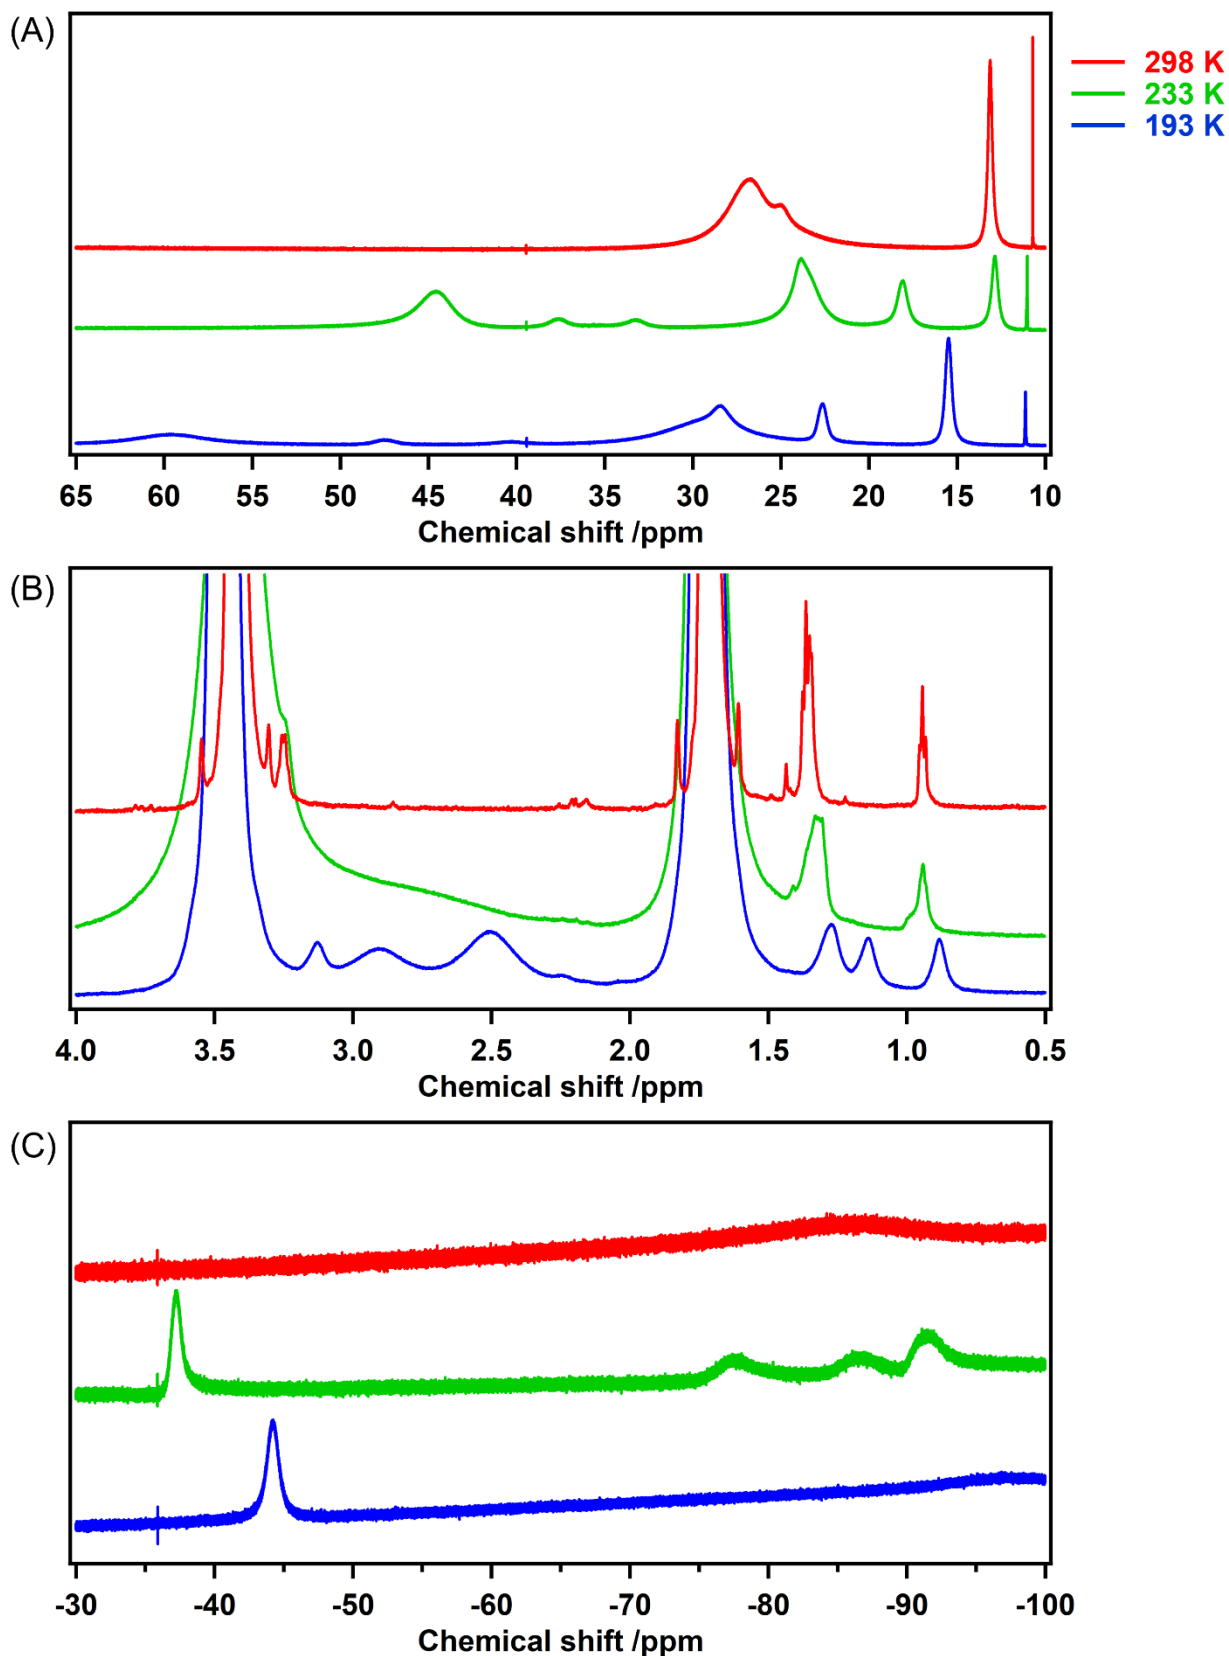 (A)
298 K
233 K
193 K
65 60 55 50 45 40 35 30 25 20 15 10
Chemical shift /ppm
(B)
4.0 3.5 3.0 2.5 2.0 1.5 1.0 0.5
Chemical shift /ppm
(C)
-30 -40 -50 -60 -70 -80 -90 -100
Chemical shift /ppm